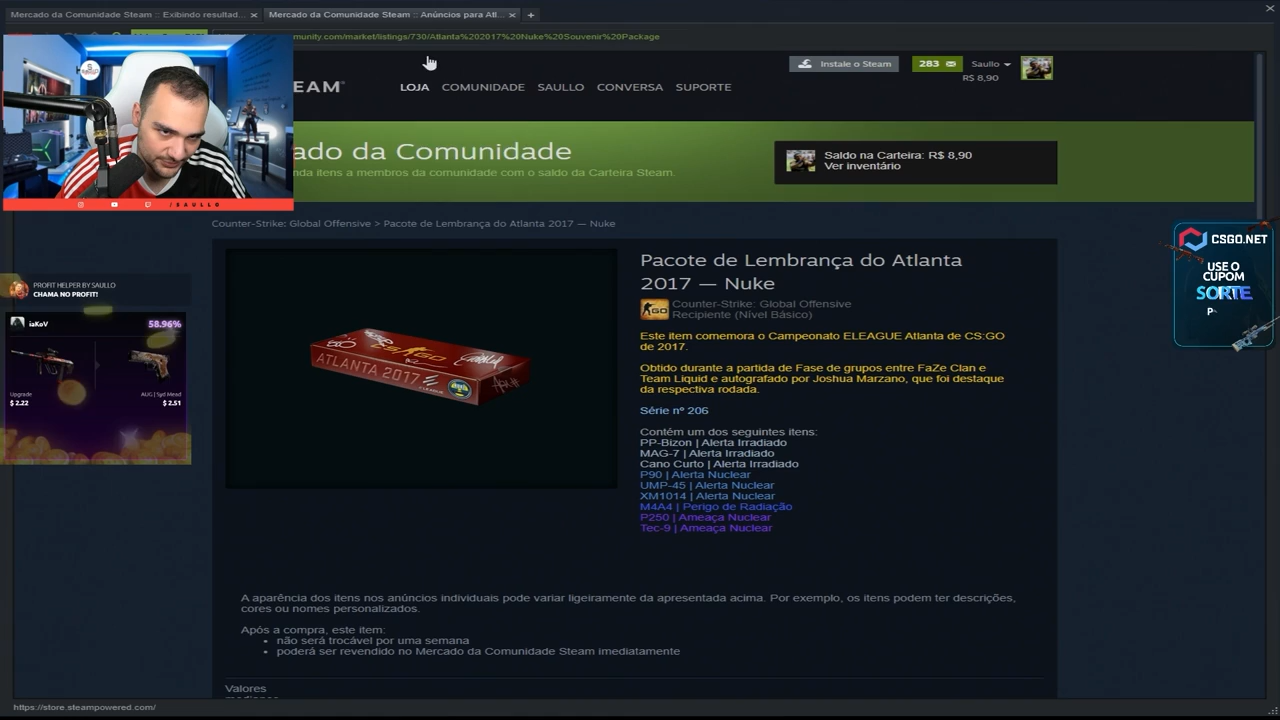 Mercado da Comunidade Steam :: Exibindo resultad...
Mercado da Comunidade Steam :: Anúncios para Atl...
munity.com/market/listings/730/Atlanta%202017%20Nuke%20Souvenir%20Package
EAM®
LOJA COMUNIDADE SAULLO CONVERSA SUPORTE
Instale o Steam
283
Saullo
R$ 8,90
ado da Comunidade
nda itens a membros da comunidade com o saldo da Carteira Steam.
Saldo na Carteira: R$ 8,90
Ver inventário
/SAULLO
Counter-Strike: Global Offensive > Pacote de Lembrança do Atlanta 2017 — Nuke
Pacote de Lembrança do Atlanta
2017 — Nuke
Counter-Strike: Global Offensive
Recipiente (Nível Básico)
Este item comemora o Campeonato ELEAGUE Atlanta de CS:GO
de 2017.
Obtido durante a partida de Fase de grupos entre FaZe Clan e
Team Liquid e autografado por Joshua Marzano, que foi destaque
da respectiva rodada.
Série nº 206
Contém um dos seguintes itens:
PP-Bizon | Alerta Irradiado
MAG-7 | Alerta Irradiado
Cano Curto | Alerta Irradiado
P90 | Alerta Nuclear
UMP-45 | Alerta Nuclear
XM1014 | Alerta Nuclear
M4A4 | Perigo de Radiação
P250 | Ameaça Nuclear
Tec-9 | Ameaça Nuclear
CS:GO
ATLANTA 2017
PROFIT HELPER BY SAULLO
CHAMA NO PROFIT!
iaKoV
58.96%
Upgrade
$ 2.22
AUG | Syd Mead
$ 2.51
CSGO.NET
USE O
CUPOM
SORTE
P
A aparência dos itens nos anúncios individuais pode variar ligeiramente da apresentada acima. Por exemplo, os itens podem ter descrições,
cores ou nomes personalizados.
Após a compra, este item:
• não será trocável por uma semana
• poderá ser revendido no Mercado da Comunidade Steam imediatamente
Valores
https://store.steampowered.com/